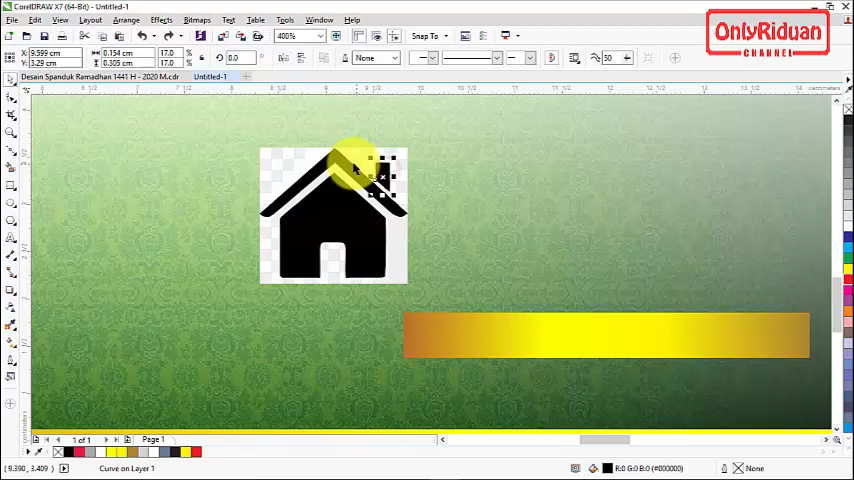 CorelDRAW X7 (64-Bit) - Untitled-1
File Edit View Layout Arrange Effects Bitmaps Text Table Tools Window Help
400% Snap To
X: 9.599 cm 0.154 cm 17.0 % 0.0 None 50
Y: 3.29 cm 0.305 cm 17.0 %
Desain Spanduk Ramadhan 1441 H - 2020 M.cdr Untitled-1
centimeters
OnlyRiduan
CHANNEL
1 of 1 Page 1
(9.390, 3.409) Curve on Layer 1 R:0 G:0 B:0 (#000000) None